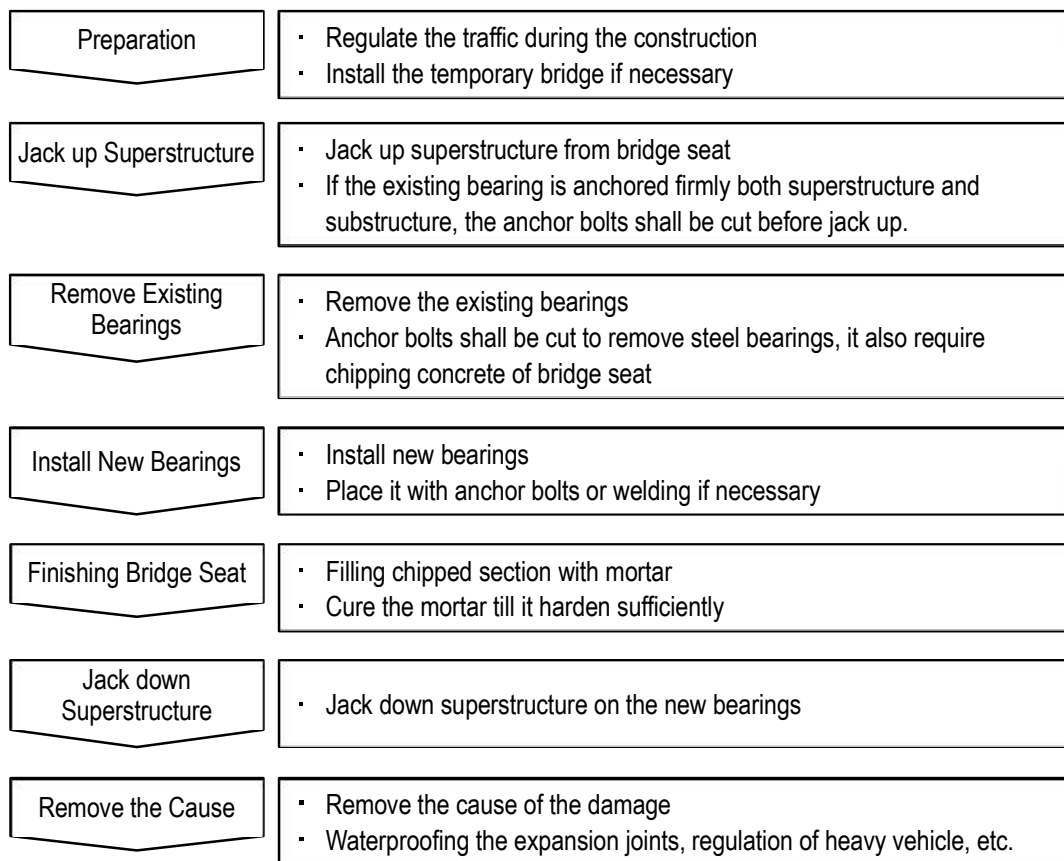 Preparation
· Regulate the traffic during the construction
· Install the temporary bridge if necessary
Jack up Superstructure
· Jack up superstructure from bridge seat
· If the existing bearing is anchored firmly both superstructure and
substructure, the anchor bolts shall be cut before jack up.
Remove Existing
Bearings
· Remove the existing bearings
· Anchor bolts shall be cut to remove steel bearings, it also require
chipping concrete of bridge seat
Install New Bearings
· Install new bearings
· Place it with anchor bolts or welding if necessary
Finishing Bridge Seat
· Filling chipped section with mortar
· Cure the mortar till it harden sufficiently
Jack down
Superstructure
· Jack down superstructure on the new bearings
Remove the Cause
· Remove the cause of the damage
· Waterproofing the expansion joints, regulation of heavy vehicle, etc.